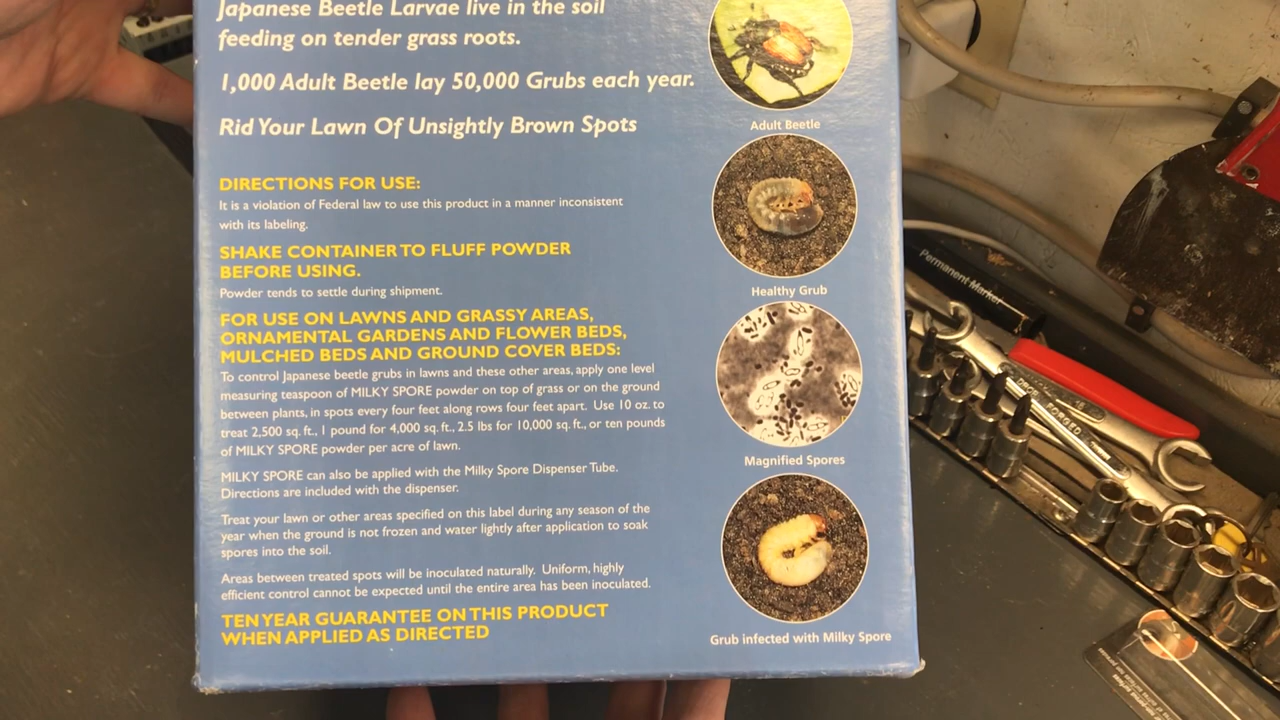 Japanese Beetle Larvae live in the soil
feeding on tender grass roots.
1,000 Adult Beetle lay 50,000 Grubs each year.
Rid Your Lawn Of Unsightly Brown Spots
DIRECTIONS FOR USE:
It is a violation of Federal law to use this product in a manner inconsistent
with its labeling.
SHAKE CONTAINER TO FLUFF POWDER
BEFORE USING.
Powder tends to settle during shipment.
FOR USE ON LAWNS AND GRASSY AREAS,
ORNAMENTAL GARDENS AND FLOWER BEDS,
MULCHED BEDS AND GROUND COVER BEDS:
To control Japanese beetle grubs in lawns and these other areas, apply one level
measuring teaspoon of MILKY SPORE powder on top of grass or on the ground
between plants, in spots every four feet along rows four feet apart. Use 10 oz. to
treat 2,500 sq. ft., 1 pound for 4,000 sq. ft., 2.5 lbs for 10,000 sq. ft., or ten pounds
of MILKY SPORE powder per acre of lawn.
MILKY SPORE can also be applied with the Milky Spore Dispenser Tube.
Directions are included with the dispenser.
Treat your lawn or other areas specified on this label during any season of the
year when the ground is not frozen and water lightly after application to soak
spores into the soil.
Areas between treated spots will be inoculated naturally. Uniform, highly
efficient control cannot be expected until the entire area has been inoculated.
TEN YEAR GUARANTEE ON THIS PRODUCT
WHEN APPLIED AS DIRECTED
Adult Beetle
Healthy Grub
Magnified Spores
Grub infected with Milky Spore
Permanent Marker
FORGED